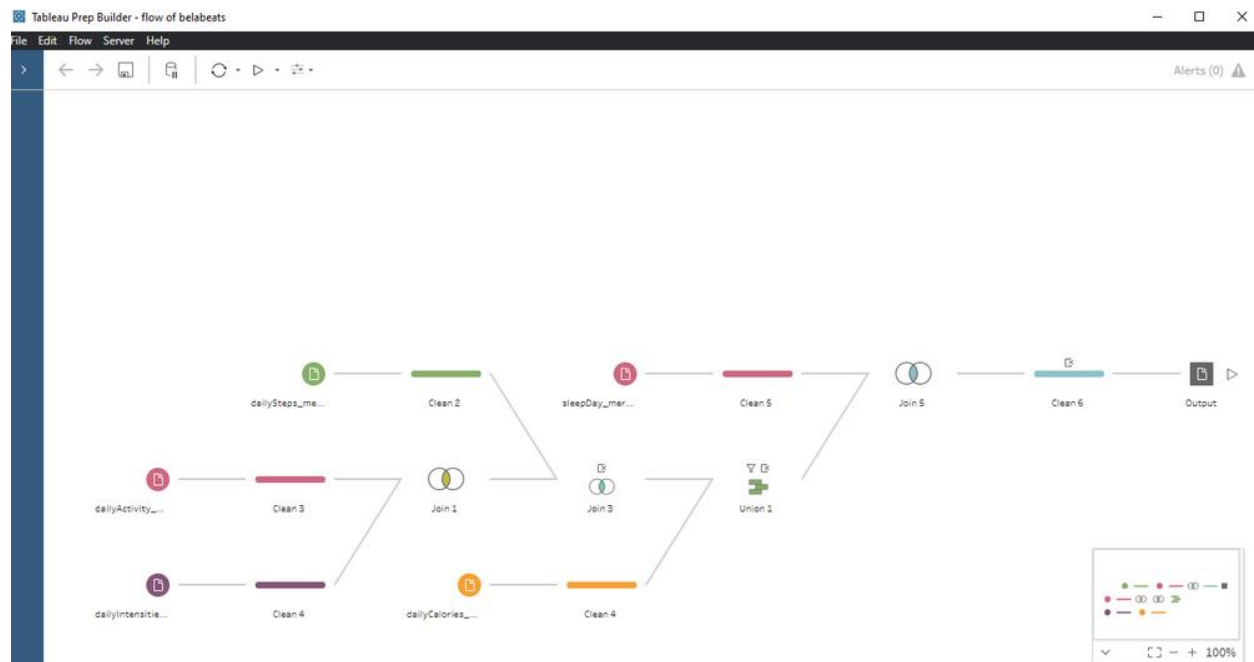 Tableau Prep Builder - flow of belabeats
File Edit Flow Server Help
Alerts (0)
dailySteps_me...
Clean 2
sleepDay_mer...
Clean 5
Join 5
Clean 6
Output
dailyActivity_...
Clean 3
Join 1
Join 3
Union 1
dailyIntensitie...
Clean 4
dailyCalories_...
Clean 4
100%